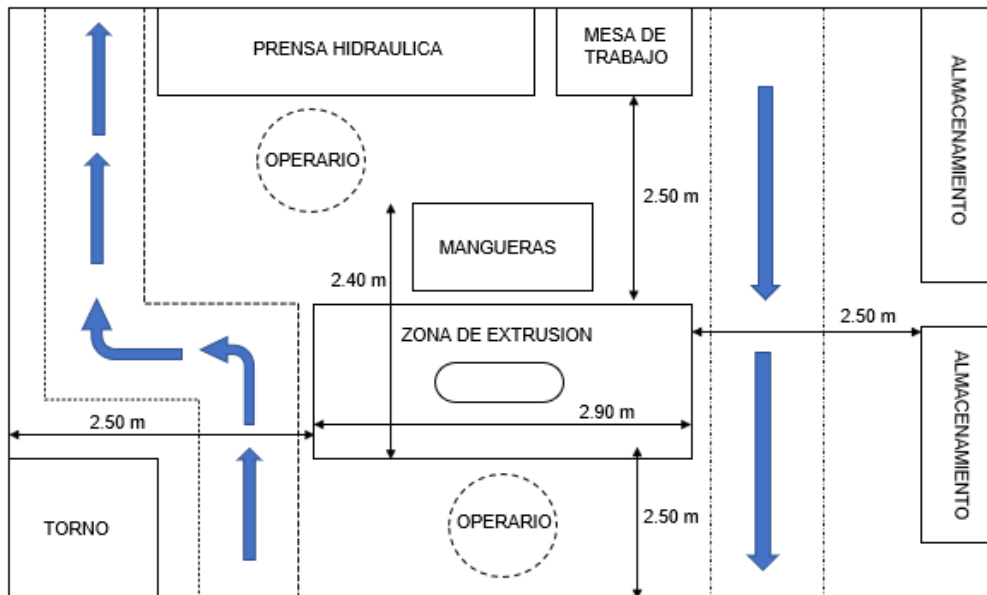 PRENSA HIDRAULICA
MESA DE
TRABAJO
ALMACENAMIENTO
OPERARIO
2.50 m
MANGUERAS
2.40 m
ZONA DE EXTRUSION
2.50 m
2.90 m
2.50 m
ALMACENAMIENTO
TORNO
OPERARIO
2.50 m